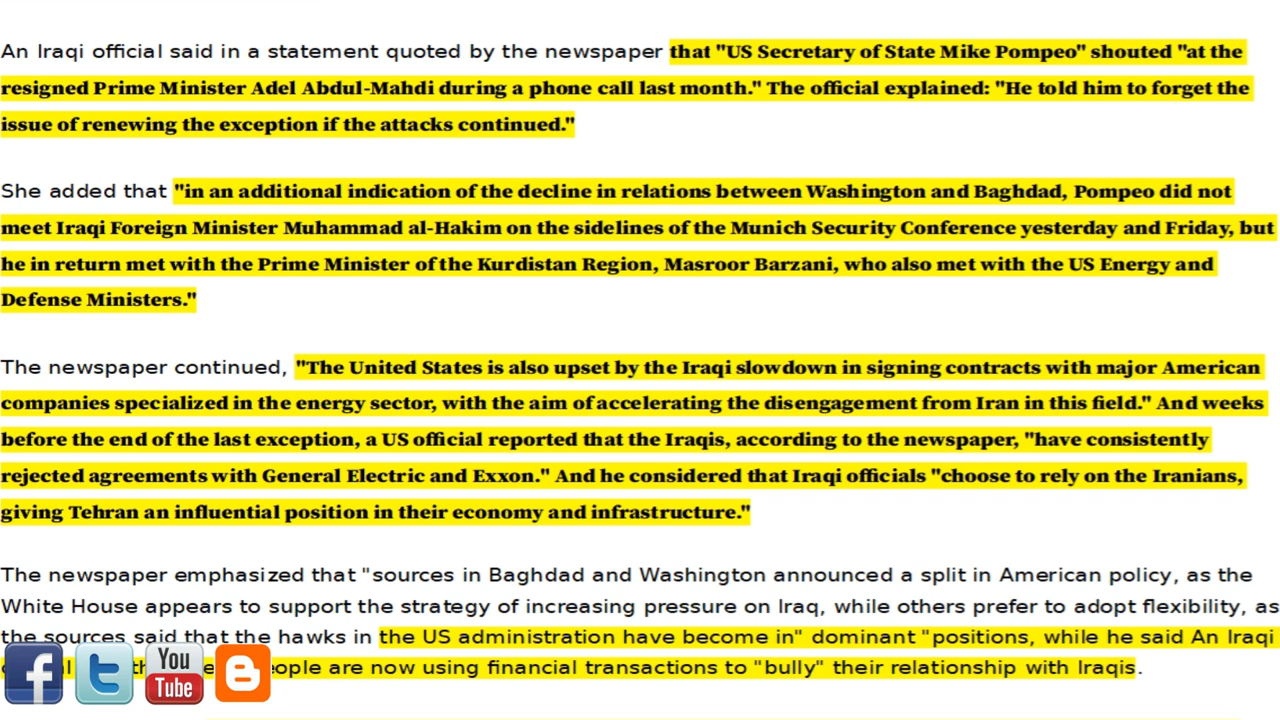 An Iraqi official said in a statement quoted by the newspaper that "US Secretary of State Mike Pompeo" shouted "at the
resigned Prime Minister Adel Abdul-Mahdi during a phone call last month." The official explained: "He told him to forget the
issue of renewing the exception if the attacks continued."
She added that "in an additional indication of the decline in relations between Washington and Baghdad, Pompeo did not
meet Iraqi Foreign Minister Muhammad al-Hakim on the sidelines of the Munich Security Conference yesterday and Friday, but
he in return met with the Prime Minister of the Kurdistan Region, Masroor Barzani, who also met with the US Energy and
Defense Ministers."
The newspaper continued, "The United States is also upset by the Iraqi slowdown in signing contracts with major American
companies specialized in the energy sector, with the aim of accelerating the disengagement from Iran in this field." And weeks
before the end of the last exception, a US official reported that the Iraqis, according to the newspaper, "have consistently
rejected agreements with General Electric and Exxon." And he considered that Iraqi officials "choose to rely on the Iranians,
giving Tehran an influential position in their economy and infrastructure."
The newspaper emphasized that "sources in Baghdad and Washington announced a split in American policy, as the
White House appears to support the strategy of increasing pressure on Iraq, while others prefer to adopt flexibility, as
the sources said that the hawks in the US administration have become in" dominant "positions, while he said An Iraqi
are now using financial transactions to "bully" their relationship with Iraqis.
You
Tube